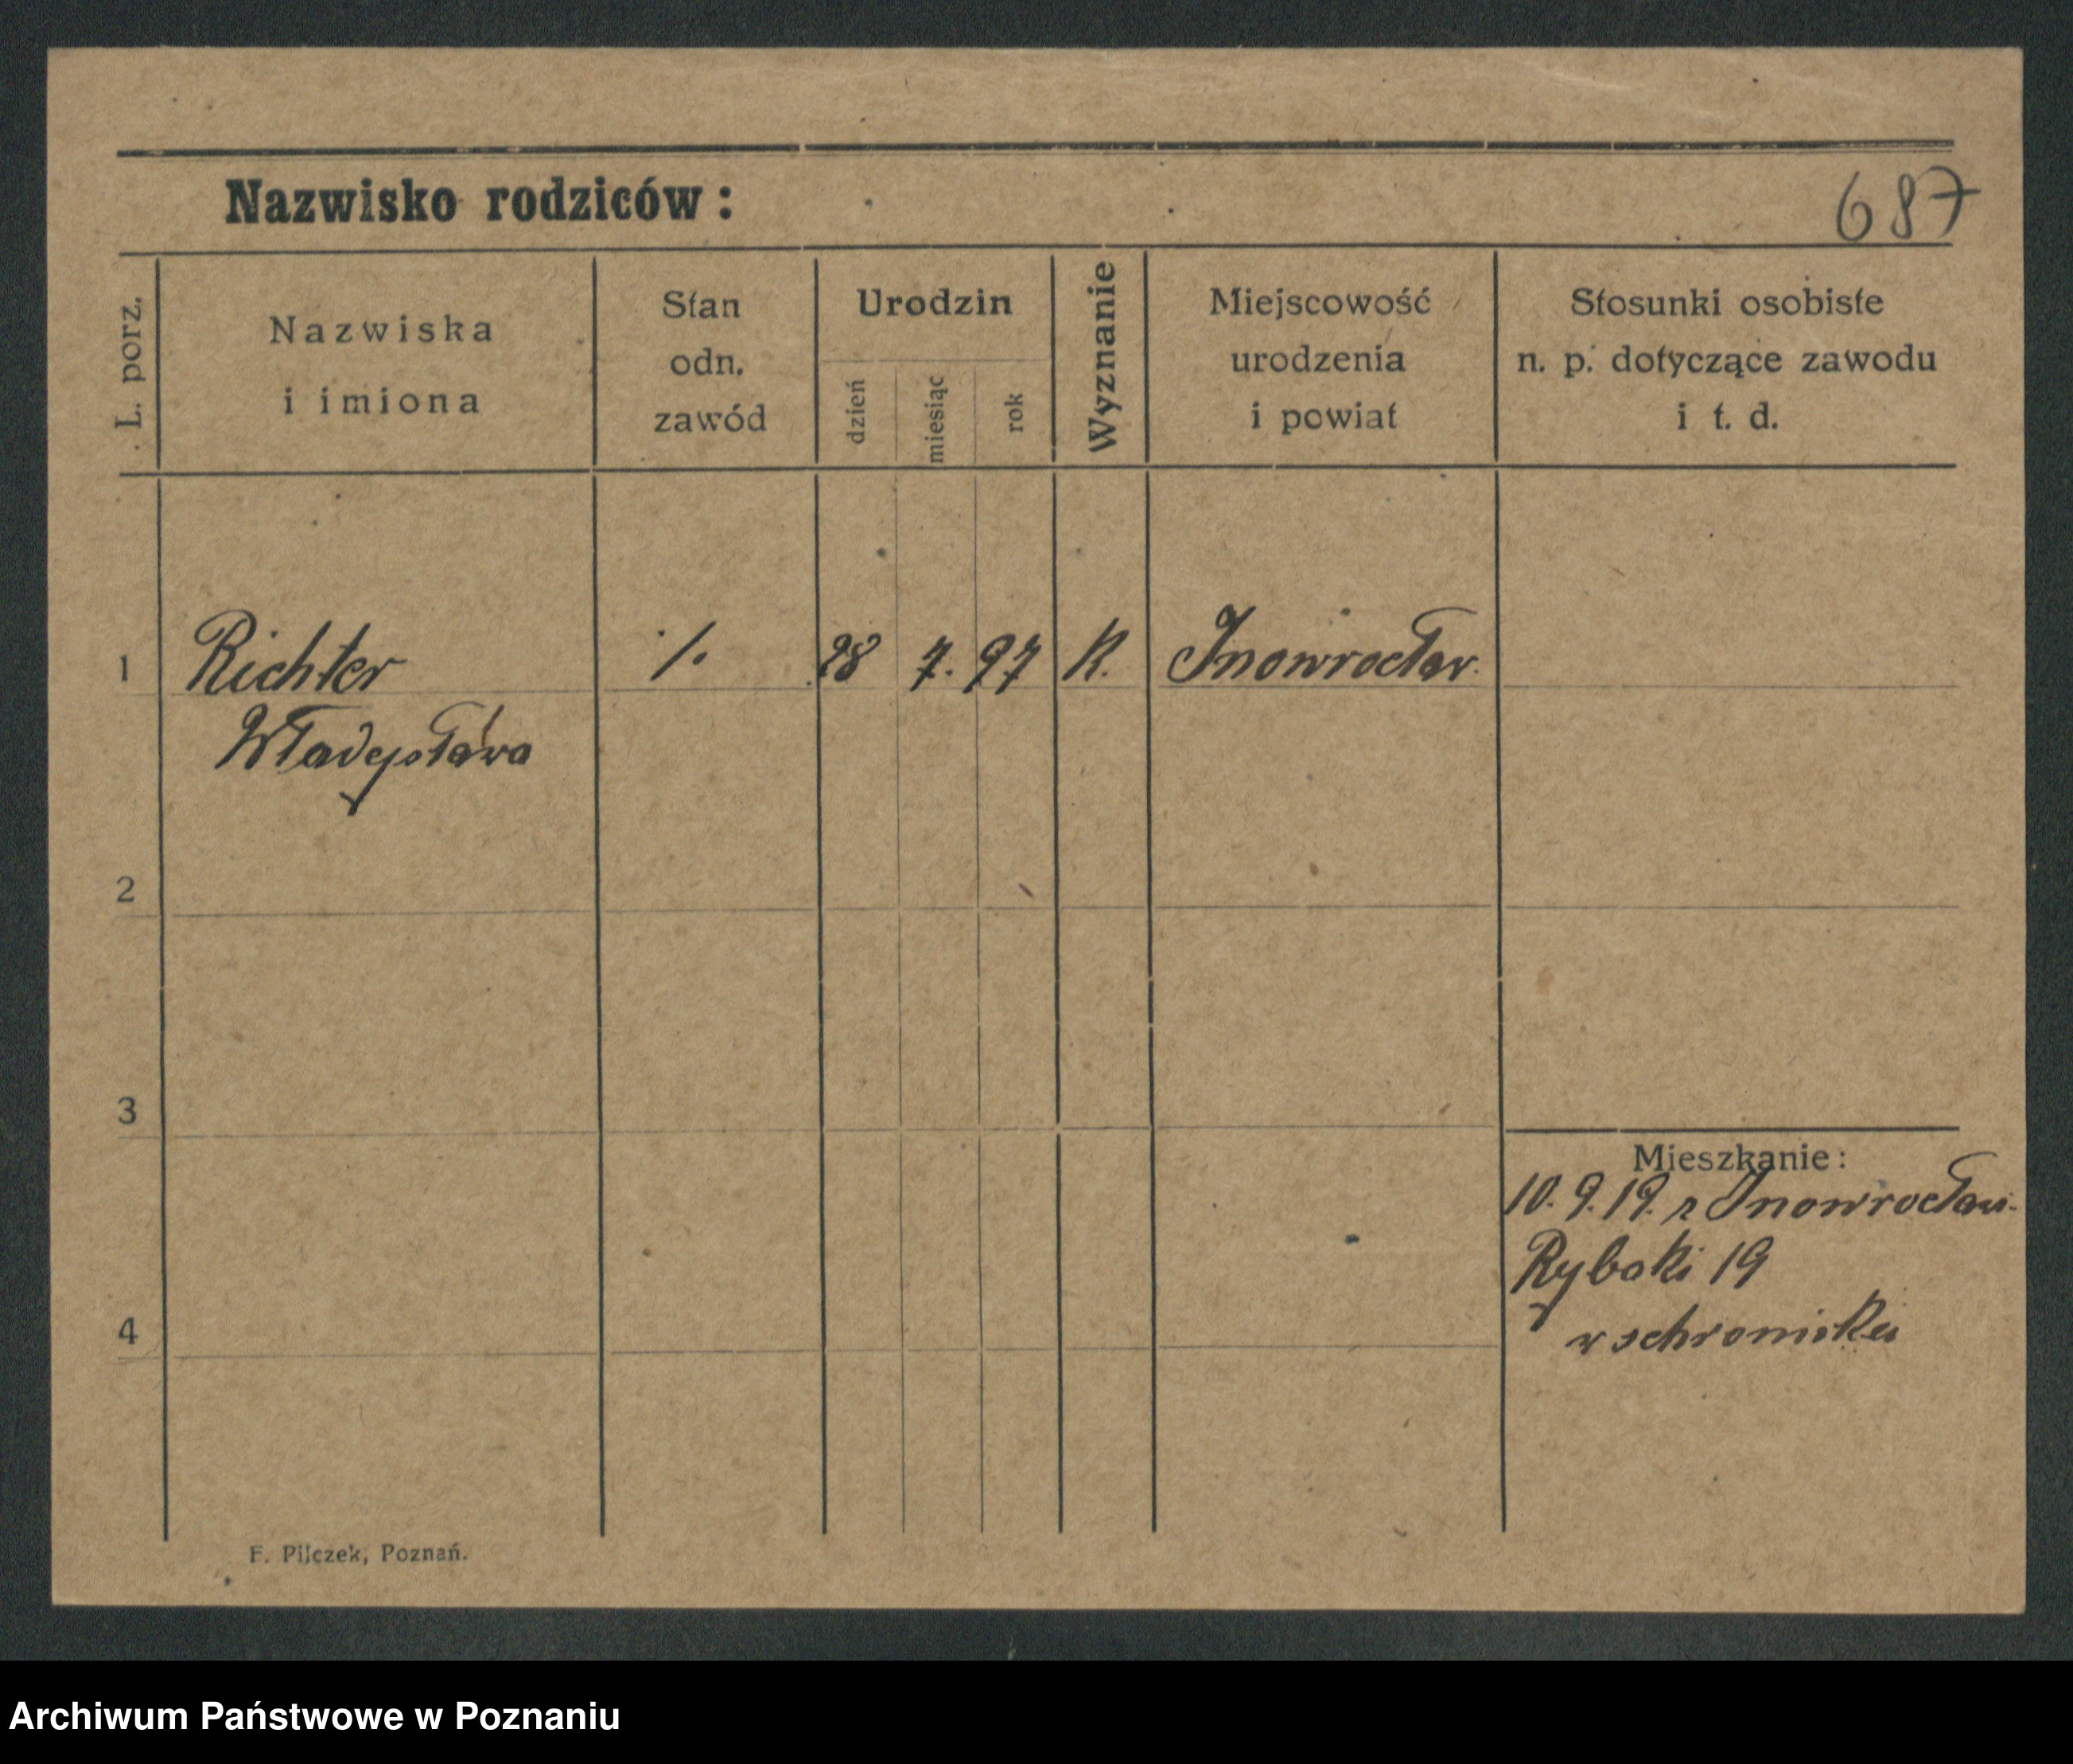 Nazwisko rodziców:
687
L. porz.
Nazwiska
i imiona
Stan
odn.
zawód
Urodzin
dzień
miesiąc
rok
Wyznanie
Miejscowość
urodzenia
i powiat
Stosunki osobiste
n. p. dotyczące zawodu
i t. d.
1 Richter ·/. 28 7. 97 K. Inowrocław.
Władysława
2
3
Mieszkanie:
10.9.19. z Inowrocław.
Rybaki 19
4
w schronisku
F. Pilczek, Poznań.
Archiwum Państwowe w Poznaniu